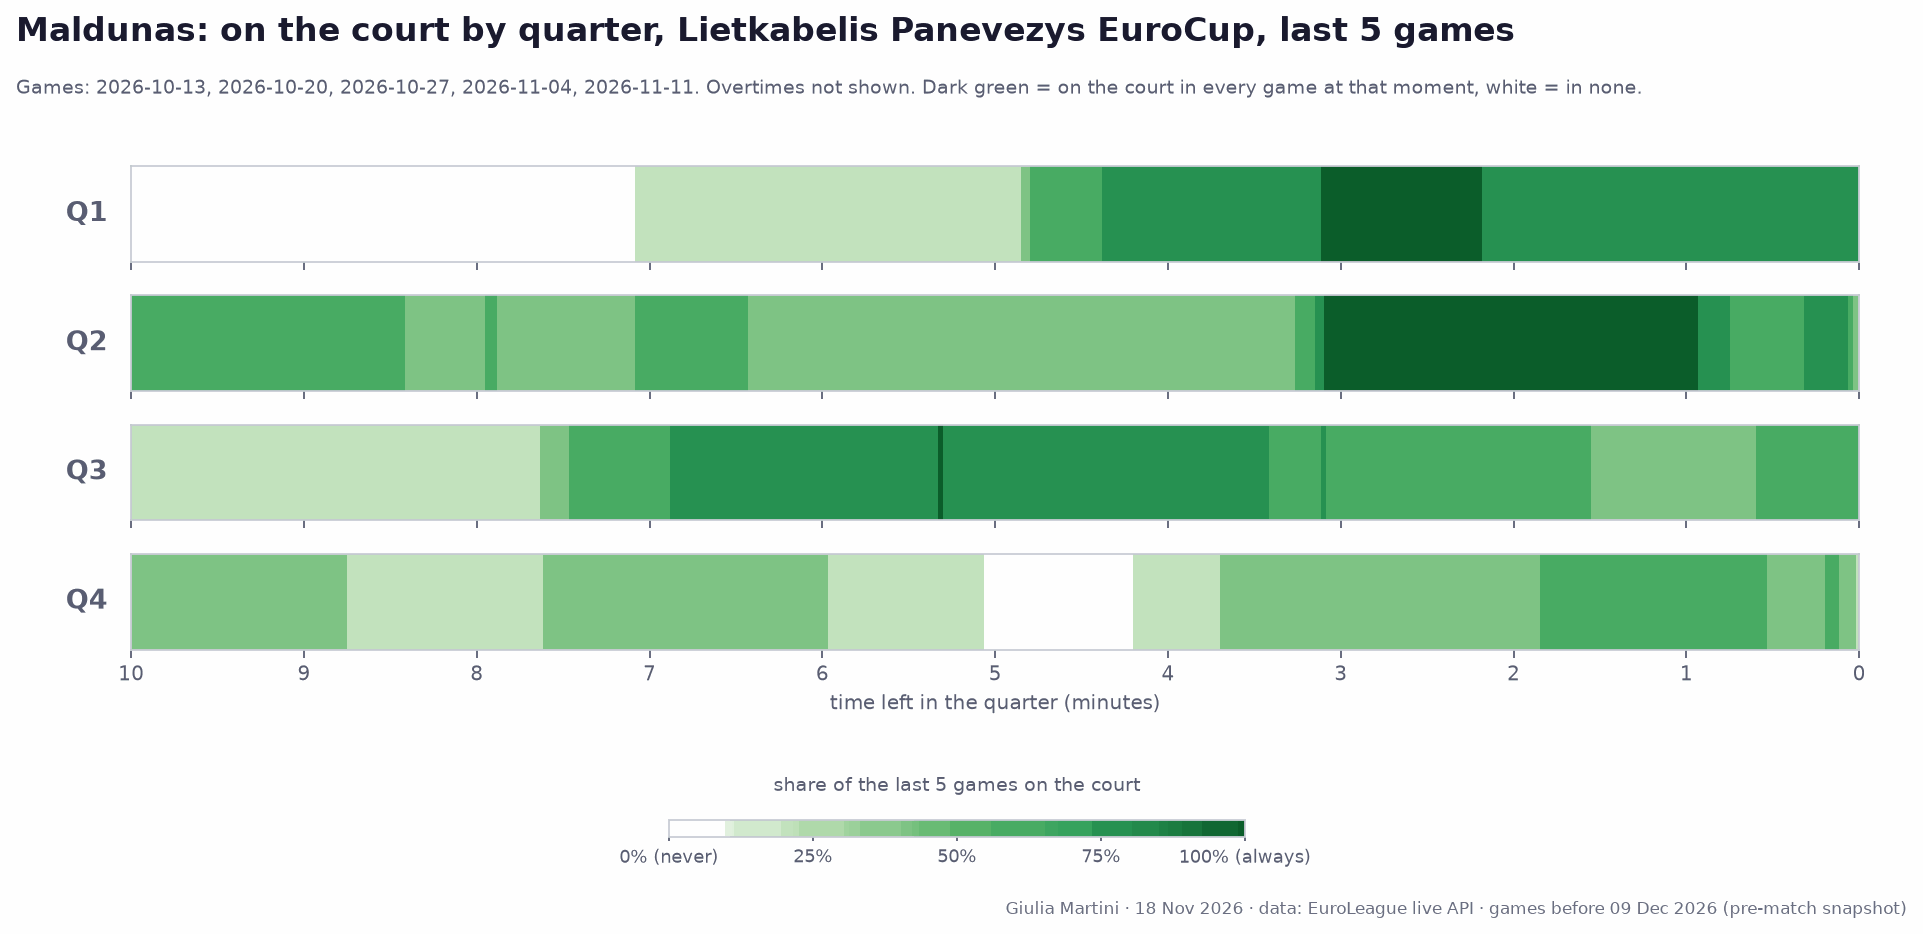 Maldunas: on the court by quarter, Lietkabelis Panevezys EuroCup, last 5 games
Games: 2026-10-13, 2026-10-20, 2026-10-27, 2026-11-04, 2026-11-11. Overtimes not shown. Dark green = on the court in every game at that moment, white = in none.
Q1
Q2
Q3
Q4
10 9 8 7 6 5 4 3 2 1 0
time left in the quarter (minutes)
share of the last 5 games on the court
0% (never) 25% 50% 75% 100% (always)
Giulia Martini · 18 Nov 2026 · data: EuroLeague live API · games before 09 Dec 2026 (pre-match snapshot)